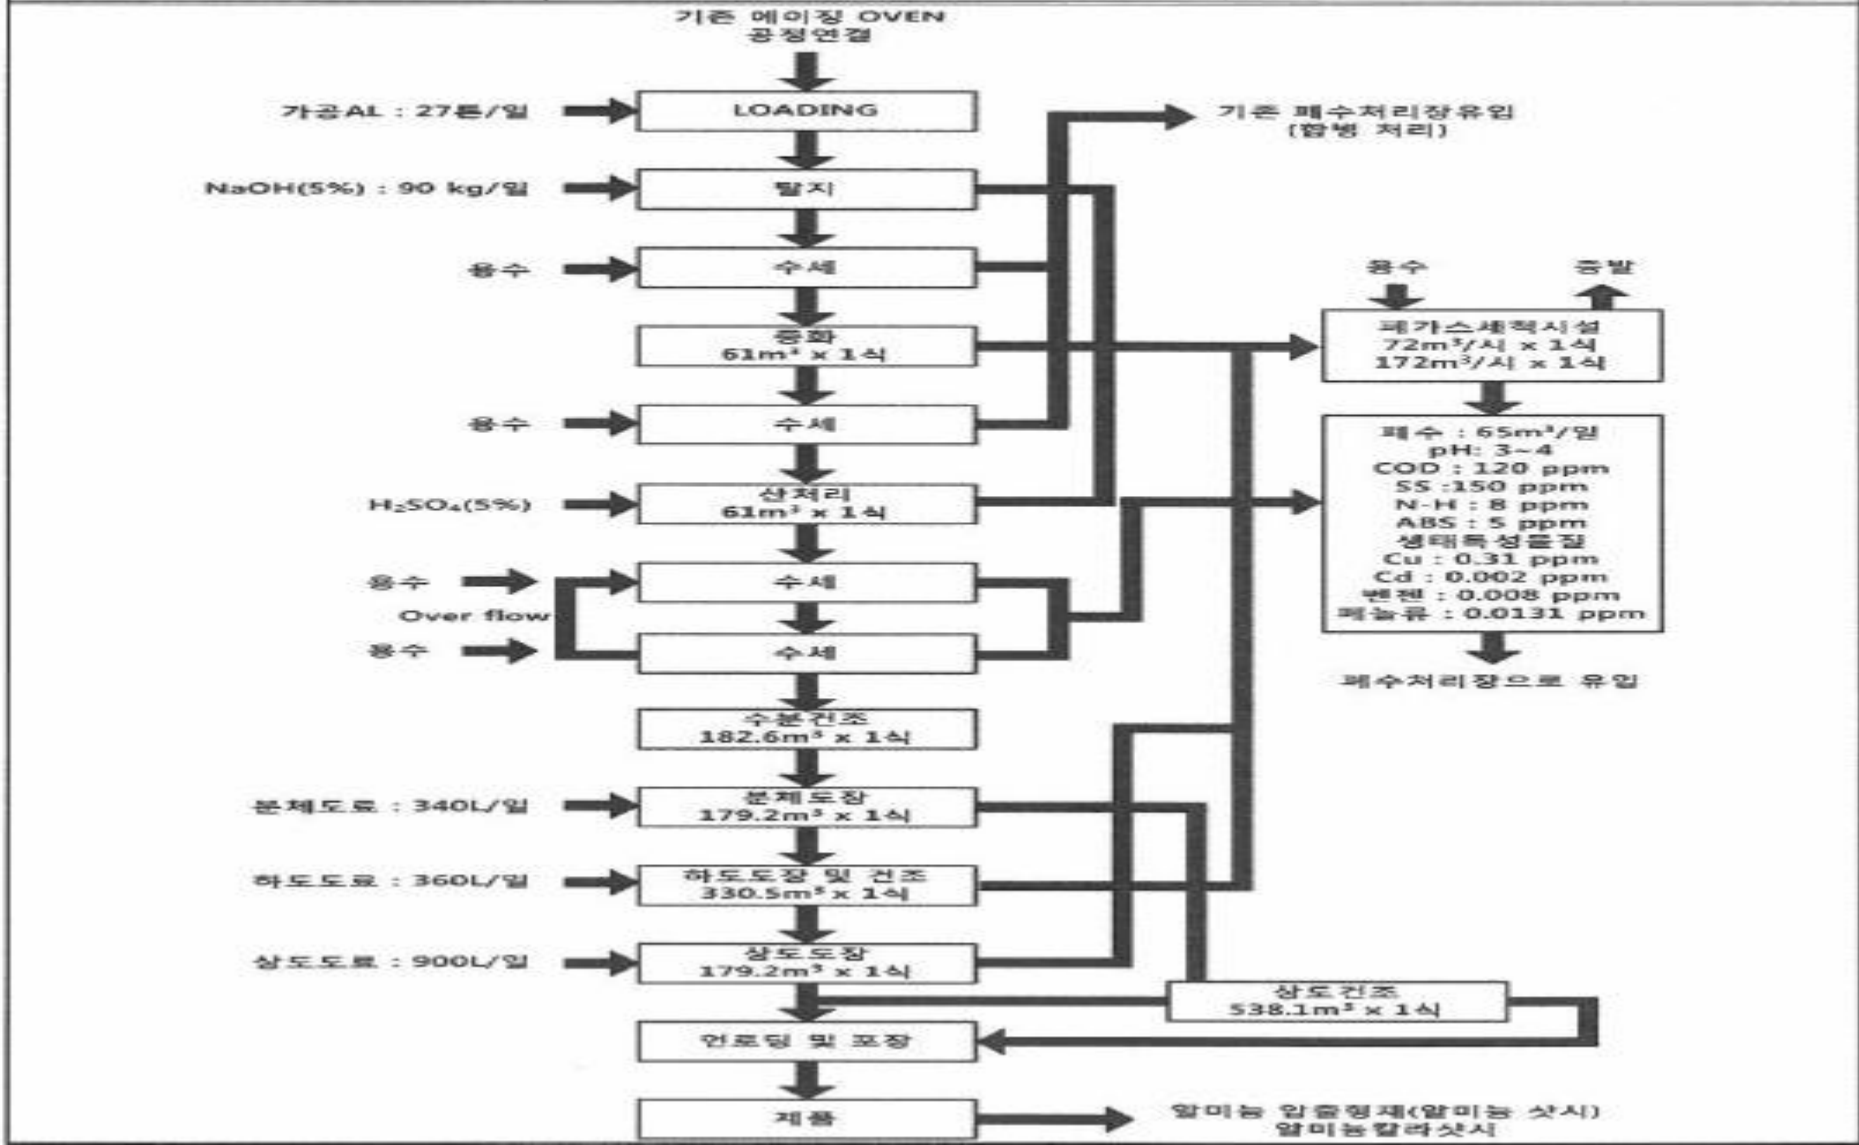 기존 에이징 OVEN
공정연결
가공AL : 27톤/일
LOADING
기존 폐수처리장유입
(합병 처리)
NaOH(5%) : 90 kg/일
탈지
용수
수세
용수
증발
중화
61m³ x 1식
폐가스세척시설
72m³/시 x 1식
172m³/시 x 1식
용수
수세
폐수 : 65m³/일
pH: 3~4
COD : 120 ppm
SS :150 ppm
N-H : 8 ppm
ABS : 5 ppm
생태독성물질
Cu : 0.31 ppm
Cd : 0.002 ppm
벤젠 : 0.008 ppm
페놀류 : 0.0131 ppm
H₂SO₄(5%)
산처리
61m³ x 1식
용수
수세
Over flow
용수
수세
폐수처리장으로 유입
수분건조
182.6m³ x 1식
분체도료 : 340L/일
분체도장
179.2m³ x 1식
하도도료 : 360L/일
하도도장 및 건조
330.5m³ x 1식
상도도료 : 900L/일
상도도장
179.2m³ x 1식
상도건조
538.1m³ x 1식
언로딩 및 포장
제품
알미늄 압출형재(알미늄 샷시)
알미늄칼라샷시